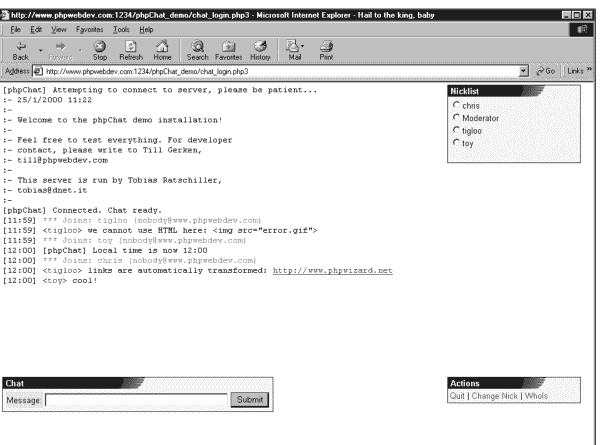 http://www.phpwebdev.com:1234/phpChat_demo/chat_login.php3 - Microsoft Internet Explorer - Hail to the king, baby
File Edit View Favorites Tools Help
Back Forward Stop Refresh Home Search Favorites History Mail Print
Address http://www.phpwebdev.com:1234/phpChat_demo/chat_login.php3 Go Links »
[phpChat] Attempting to connect to server, please be patient...
:- 25/1/2000 11:22
:-
:- Welcome to the phpChat demo installation!
:-
:- Feel free to test everything. For developer
:- contact, please write to Till Gerken,
:- till@phpwebdev.com
:-
:- This server is run by Tobias Ratschiller,
:- tobias@dnet.it
:-
[phpChat] Connected. Chat ready.
[11:59] *** Joins: tigloo (nobody@www.phpwebdev.com)
[11:59] <tigloo> we cannot use HTML here: <img src="error.gif">
[11:59] *** Joins: toy (nobody@www.phpwebdev.com)
[12:00] [phpChat] Local time is now 12:00
[12:00] *** Joins: chris (nobody@www.phpwebdev.com)
[12:00] <tigloo> links are automatically transformed: http://www.phpwizard.net
[12:00] <toy> cool!
Nicklist
chris
Moderator
tigloo
toy
Chat
Message: Submit
Actions
Quit | Change Nick | WhoIs